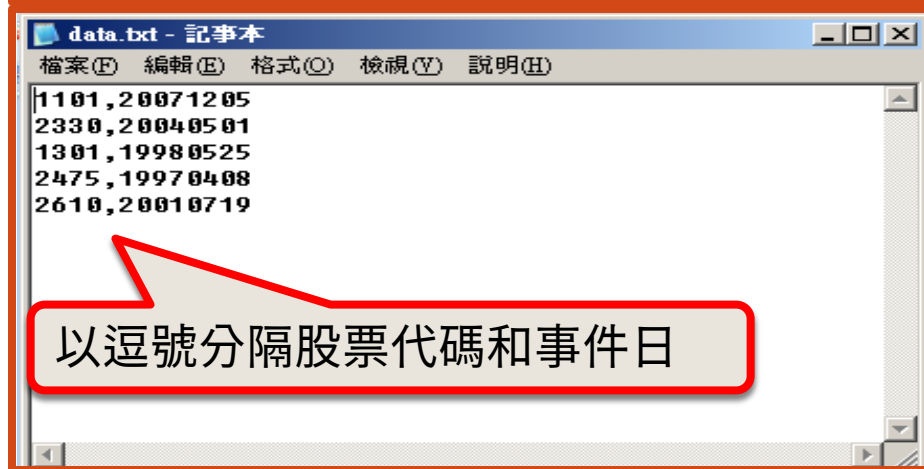 data.txt - 記事本
檔案(F) 編輯(E) 格式(O) 檢視(V) 說明(H)
1101,20071205
2330,20040501
1301,19980525
2475,19970408
2610,20010719
以逗號分隔股票代碼和事件日